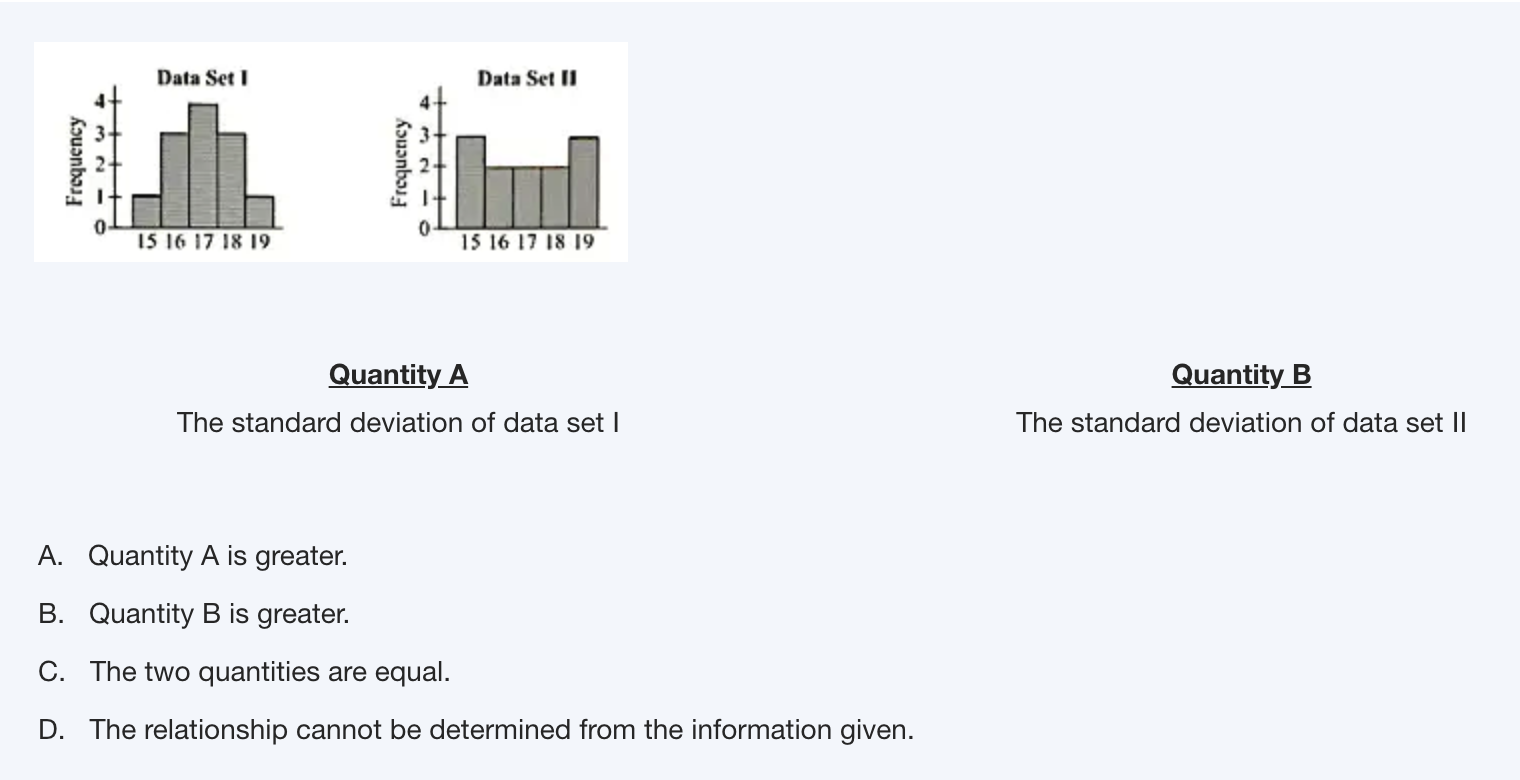 Data Set I
Frequency
4
3
2
1
0
15 16 17 18 19
Data Set II
Frequency
4
3
2
1
0
15 16 17 18 19
Quantity A
The standard deviation of data set I
Quantity B
The standard deviation of data set II
A. Quantity A is greater.
B. Quantity B is greater.
C. The two quantities are equal.
D. The relationship cannot be determined from the information given.